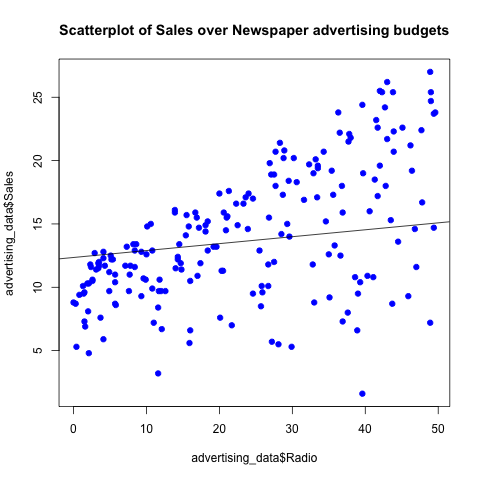 Scatterplot of Sales over Newspaper advertising budgets
advertising_data$Sales
25
20
15
10
5
0 10 20 30 40 50
advertising_data$Radio